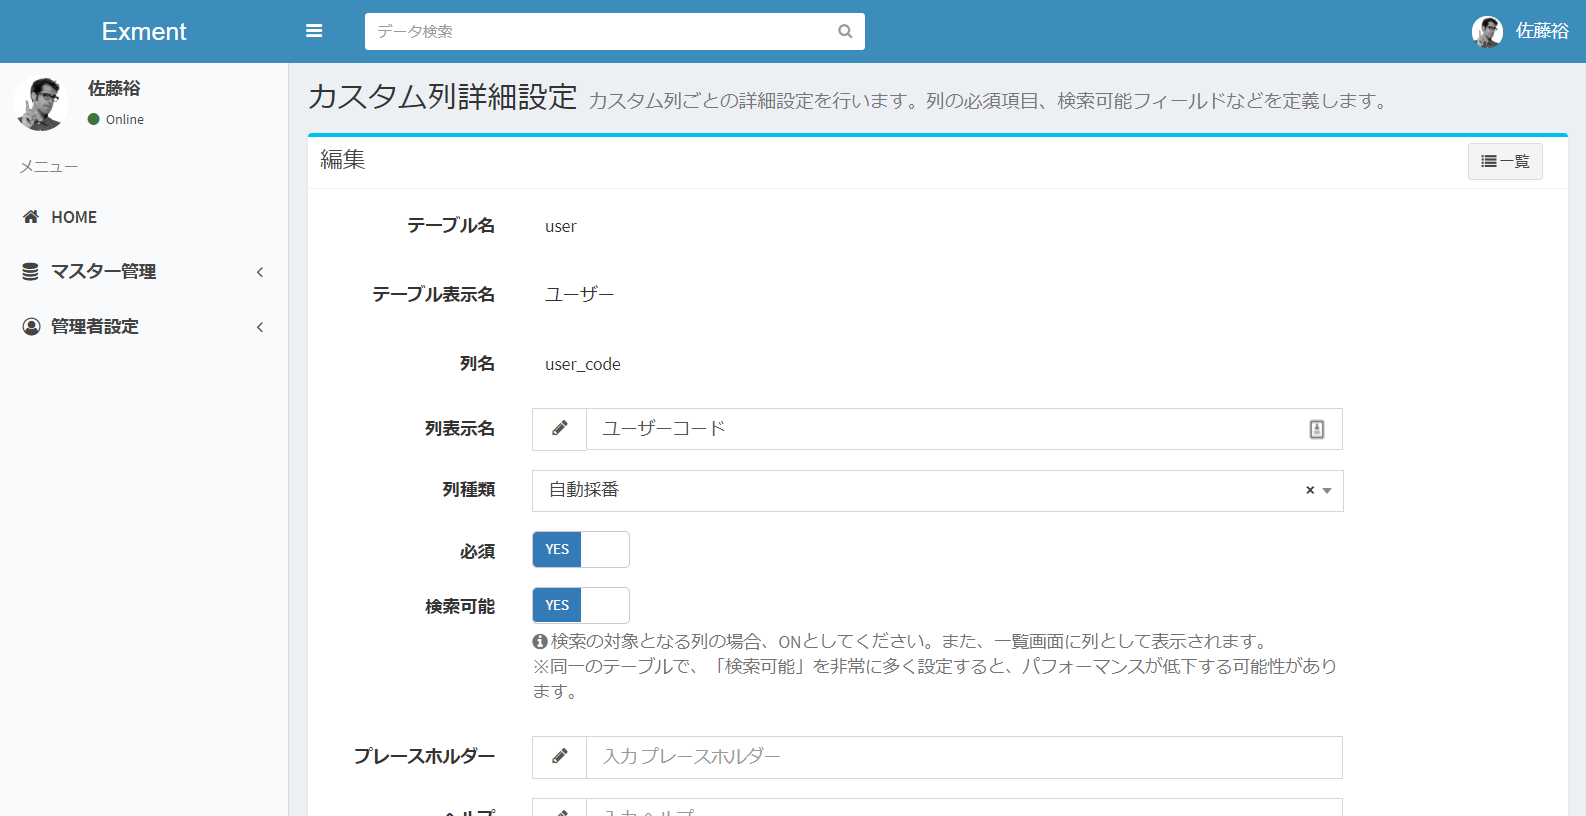 Exment
データ検索
佐藤裕
佐藤裕
Online
メニュー
HOME
マスター管理
管理者設定
カスタム列詳細設定 カスタム列ごとの詳細設定を行います。列の必須項目、検索可能フィールドなどを定義します。
編集
一覧
テーブル名 user
テーブル表示名 ユーザー
列名 user_code
列表示名 ユーザーコード
列種類 自動採番 ×
必須 YES
検索可能 YES
検索の対象となる列の場合、ONとしてください。また、一覧画面に列として表示されます。
※同一のテーブルで、「検索可能」を非常に多く設定すると、パフォーマンスが低下する可能性があり
ます。
プレースホルダー 入力 プレースホルダー
ヘルプ 入力 ヘルプ